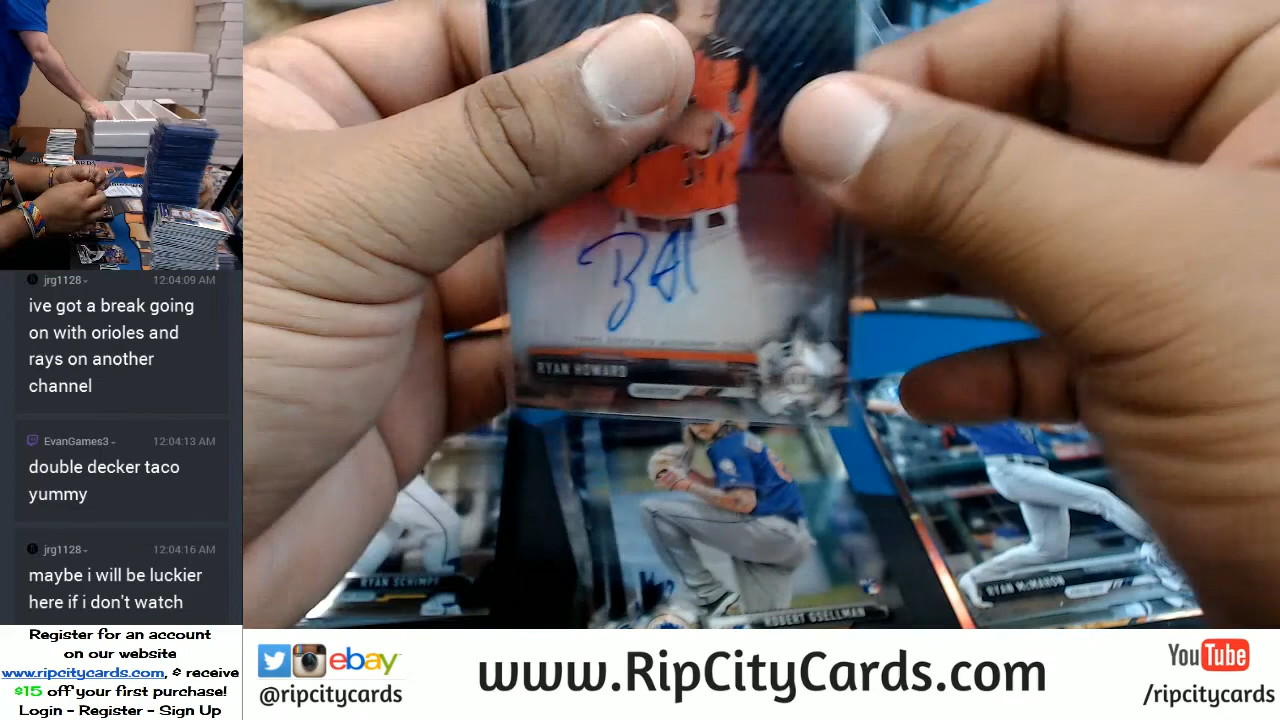 jrg1128
12:04:09 AM
ive got a break going
on with orioles and
rays on another
channel
EvanGames3
12:04:13 AM
double decker taco
yummy
jrg1128
12:04:16 AM
maybe i will be luckier
here if i don't watch
Register for an account
on our website
www.ripcitycards.com, & receive
$15 off your first purchase!
Login - Register - Sign Up
RYAN HOWARD
RYAN SCHIMPF
ROBERT GSELLMAN
RYAN McMAHON
ebay
@ripcitycards
www.RipCityCards.com
YouTube
/ripcitycards